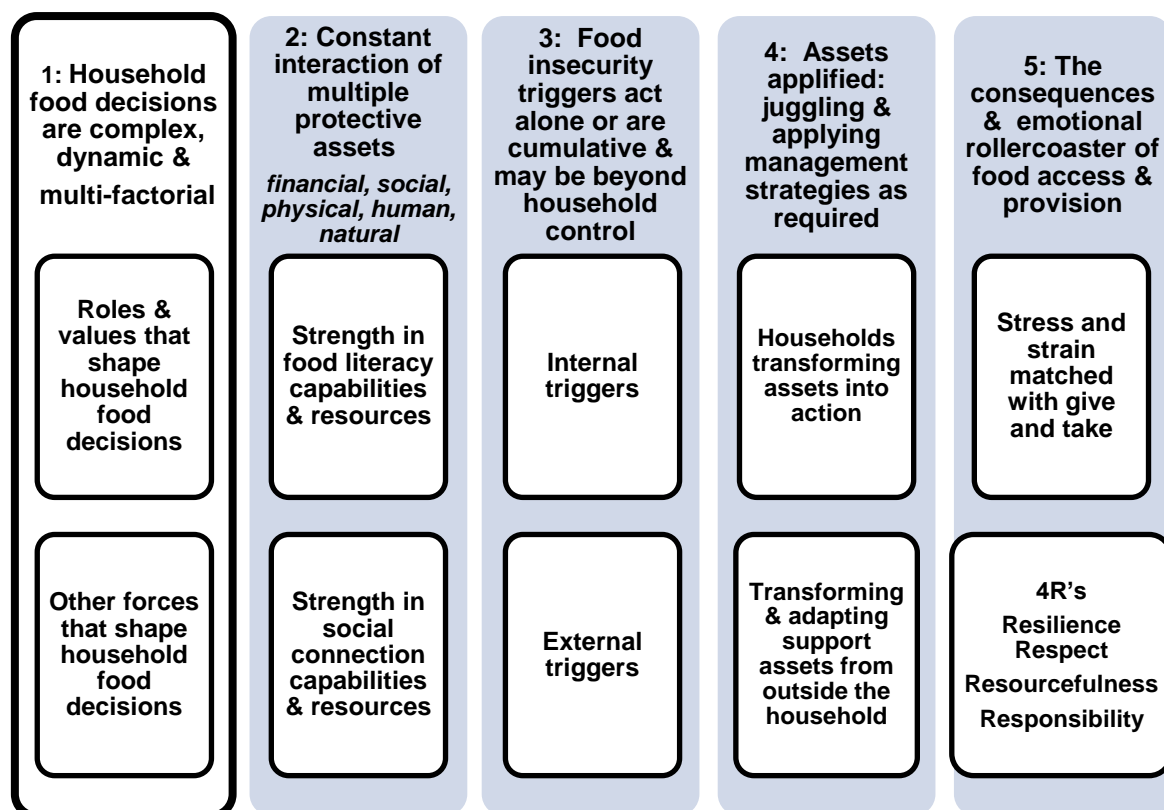 1: Household
food decisions
are complex,
dynamic &
multi-factorial
Roles &
values that
shape
household
food
decisions
Other forces
that shape
household
food
decisions
2: Constant
interaction of
multiple
protective
assets
financial, social,
physical, human,
natural
Strength in
food literacy
capabilities
& resources
Strength in
social
connection
capabilities
& resources
3: Food
insecurity
triggers act
alone or are
cumulative &
may be beyond
household
control
Internal
triggers
External
triggers
4: Assets
applified:
juggling &
applying
management
strategies as
required
Households
transforming
assets into
action
Transforming
& adapting
support
assets from
outside the
household
5: The
consequences
& emotional
rollercoaster of
food access &
provision
Stress and
strain
matched
with give
and take
4R's
Resilience
Respect
Resourcefulness
Responsibility